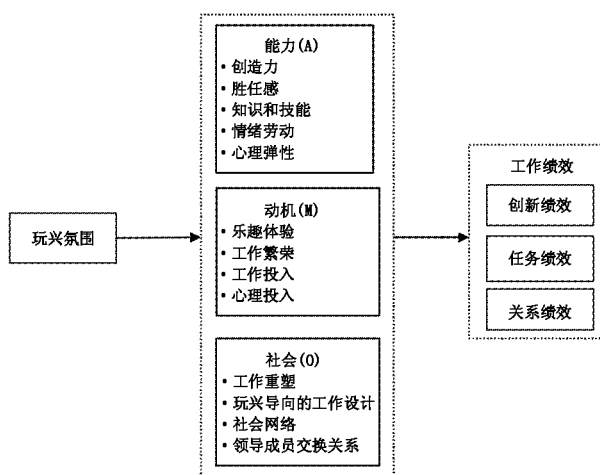 玩兴氛围
能力(A)
·创造力
·胜任感
·知识和技能
·情绪劳动
·心理弹性
动机(M)
·乐趣体验
·工作繁荣
·工作投入
·心理投入
社会(O)
·工作重塑
·玩兴导向的工作设计
·社会网络
·领导成员交换关系
工作绩效
创新绩效
任务绩效
关系绩效